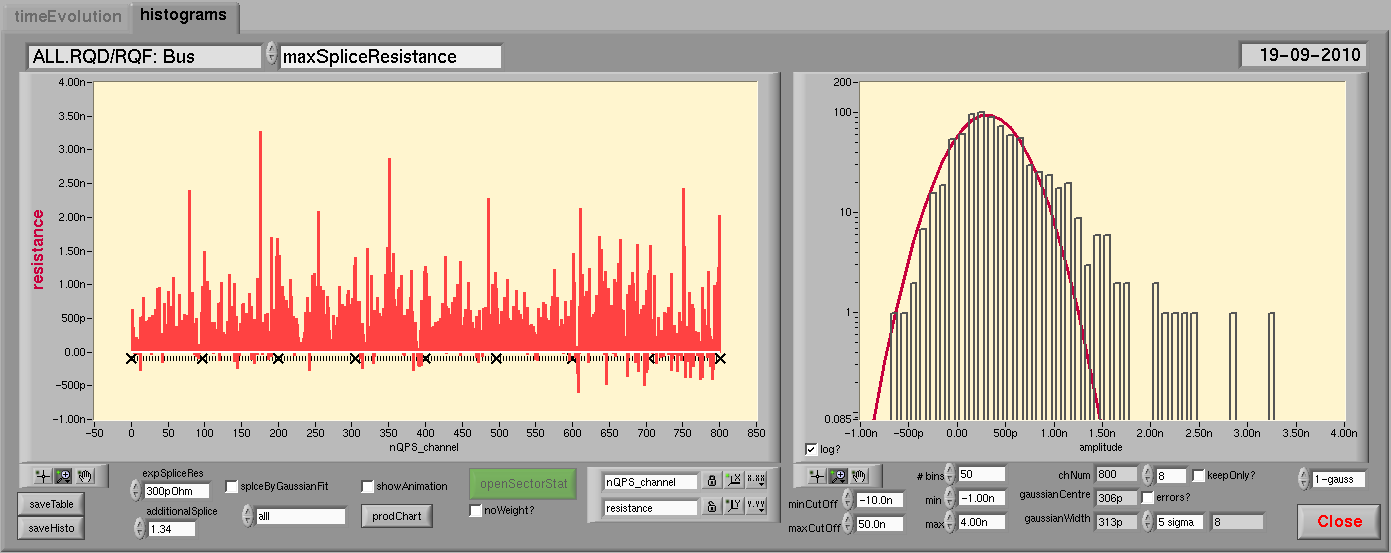 timeEvolution histograms
ALL.RQD/RQF: Bus maxSpliceResistance 19-09-2010
4.00n
3.50n
3.00n
2.50n
2.00n
1.50n
1.00n
500p
0.00
-500p
-1.00n
resistance
-50 0 50 100 150 200 250 300 350 400 450 500 550 600 650 700 750 800 850
nQPS_channel
200
100
10
1
0.085
-1.00n -500p 0.00 500p 1.00n 1.50n 2.00n 2.50n 3.00n 3.50n 4.00n
log? amplitude
expSpliceRes
300pOhm
additionalSplice
1.34
saveTable
saveHisto
spliceByGaussianFit
alll
showAnimation
prodChart
openSectorStat
noWeight?
nQPS_channel X X.XX
resistance Y Y.YY
minCutOff -10.0n
maxCutOff 50.0n
# bins 50
min -1.00n
max 4.00n
chNum 800 8 keepOnly?
gaussianCentre 306p errors?
gaussianWidth 313p 5 sigma 8
1-gauss
Close